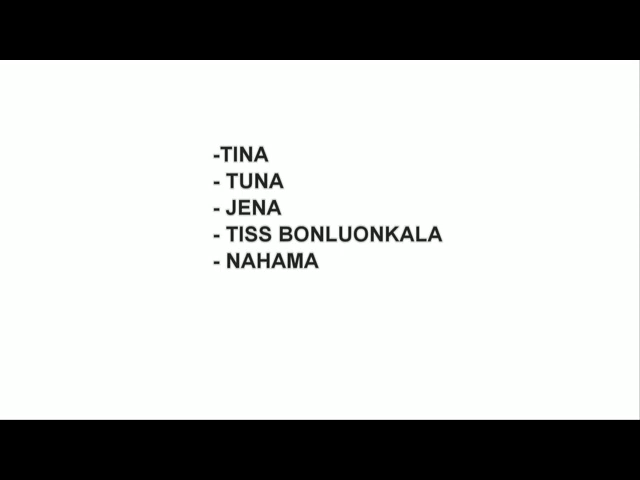 -TINA
- TUNA
- JENA
- TISS BONLUONKALA
- NAHAMA